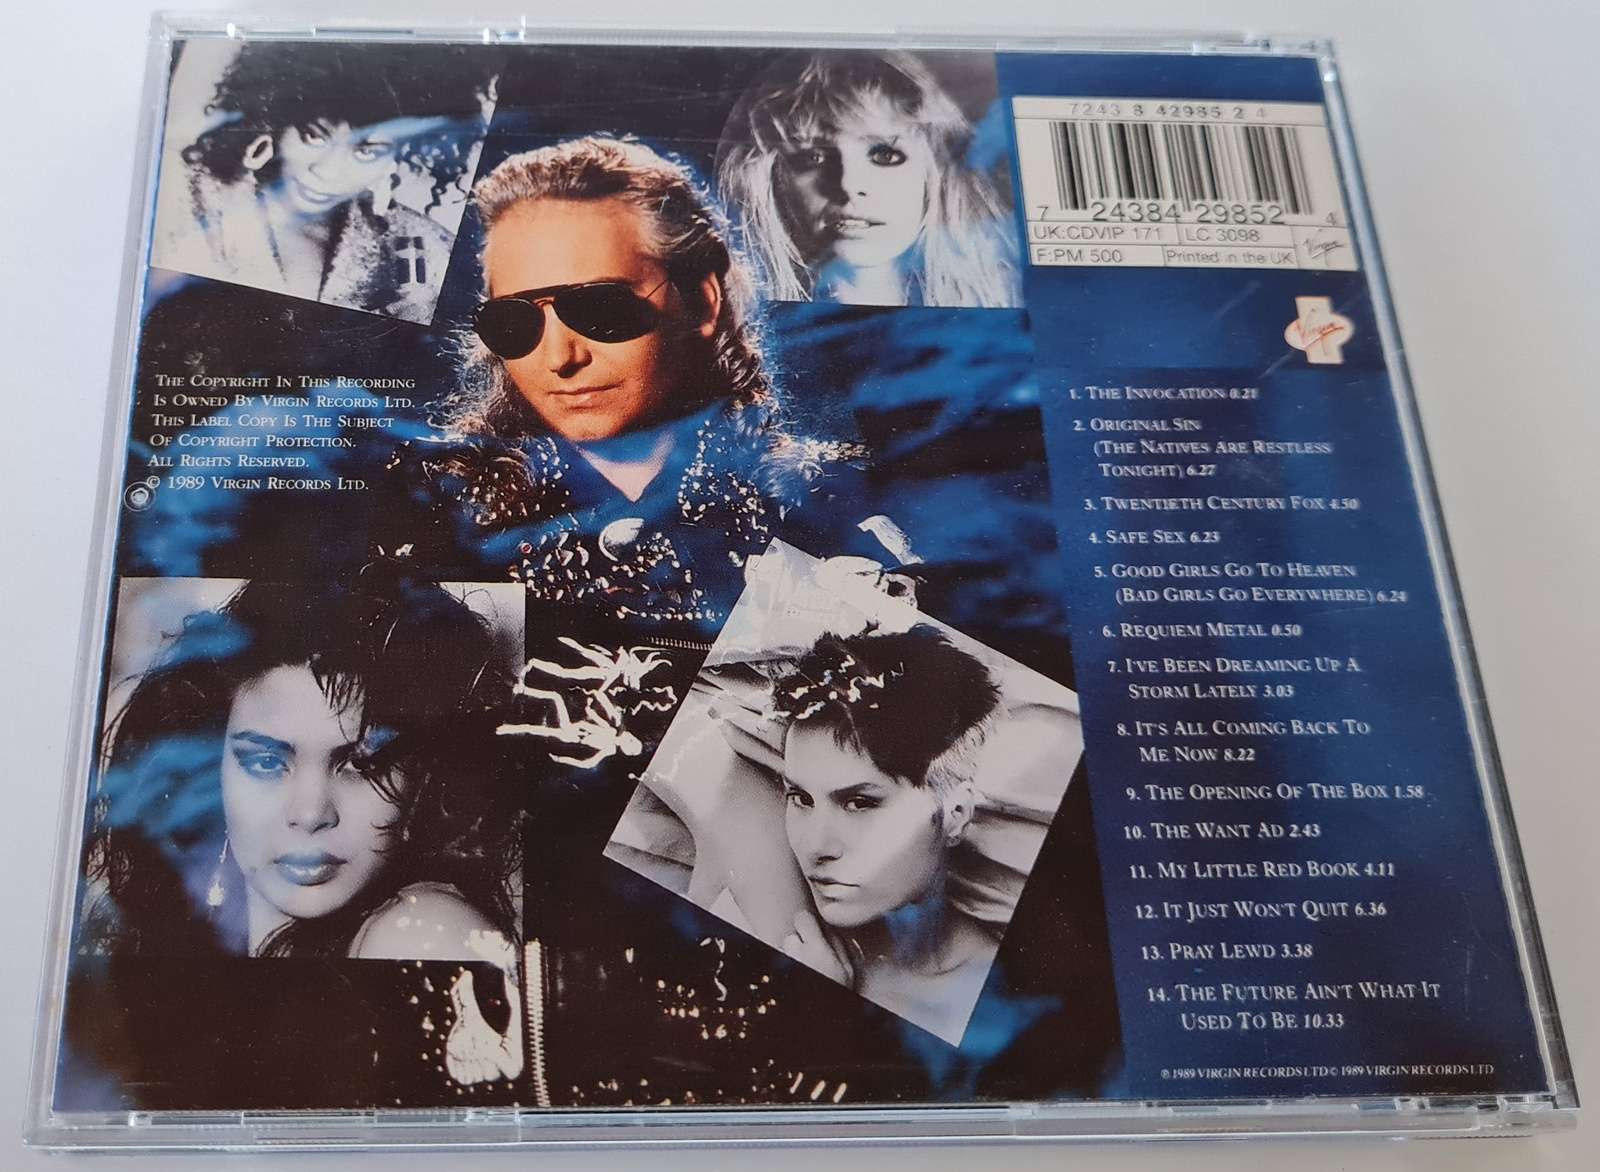 7243 8 42985 2 4
7 24384 29852 4
UK:CDVIP 171 LC 3098
Virgin
F:PM 500 Printed in the UK
Virgin
The Copyright In This Recording
Is Owned By Virgin Records Ltd.
This Label Copy Is The Subject
Of Copyright Protection.
All Rights Reserved.
© 1989 Virgin Records Ltd.
1. The Invocation 0.21
2. Original Sin
(The Natives Are Restless
Tonight) 6.27
3. Twentieth Century Fox 4.50
4. Safe Sex 6.23
5. Good Girls Go To Heaven
(Bad Girls Go Everywhere) 6.24
6. Requiem Metal 0.50
7. I've Been Dreaming Up A
Storm Lately 3.03
8. It's All Coming Back To
Me Now 8.22
9. The Opening Of The Box 1.58
10. The Want Ad 2.43
11. My Little Red Book 4.11
12. It Just Won't Quit 6.36
13. Pray Lewd 3.38
14. The Future Ain't What It
Used To Be 10.33
℗ 1989 VIRGIN RECORDS LTD © 1989 VIRGIN RECORDS LTD